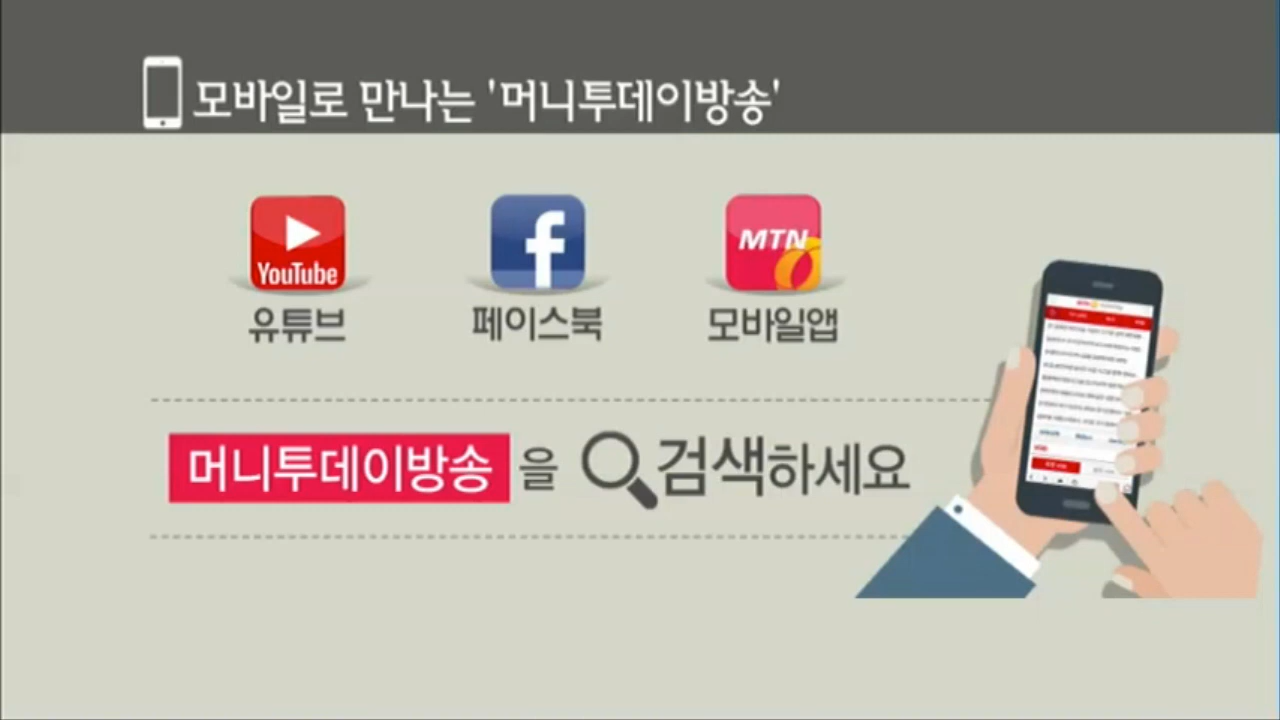 모바일로 만나는 '머니투데이방송'
YouTube
MTN
유튜브
페이스북
모바일앱
머니투데이방송 을 검색하세요